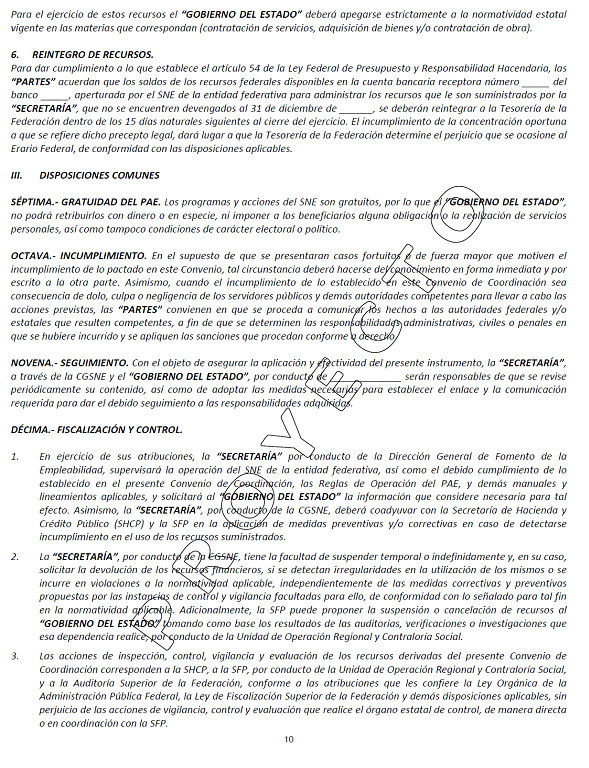 Para el ejercicio de estos recursos el “GOBIERNO DEL ESTADO” deberá apegarse estrictamente a la normatividad estatal
vigente en las materias que correspondan (contratación de servicios, adquisición de bienes y/o contratación de obra).
6. REINTEGRO DE RECURSOS.
Para dar cumplimiento a lo que establece el artículo 54 de la Ley Federal de Presupuesto y Responsabilidad Hacendaria, las
“PARTES” acuerdan que los saldos de los recursos federales disponibles en la cuenta bancaria receptora número _____ del
banco _____, aperturada por el SNE de la entidad federativa para administrar los recursos que le son suministrados por la
“SECRETARÍA”, que no se encuentren devengados al 31 de diciembre de ______, se deberán reintegrar a la Tesorería de la
Federación dentro de los 15 días naturales siguientes al cierre del ejercicio. El incumplimiento de la concentración oportuna
a que se refiere dicho precepto legal, dará lugar a que la Tesorería de la Federación determine el perjuicio que se ocasione al
Erario Federal, de conformidad con las disposiciones aplicables.
III. DISPOSICIONES COMUNES
SÉPTIMA.- GRATUIDAD DEL PAE. Los programas y acciones del SNE son gratuitos, por lo que el “GOBIERNO DEL ESTADO”,
no podrá retribuirlos con dinero o en especie, ni imponer a los beneficiarios alguna obligación o la realización de servicios
personales, así como tampoco condiciones de carácter electoral o político.
OCTAVA.- INCUMPLIMIENTO. En el supuesto de que se presentaran casos fortuitos o de fuerza mayor que motiven el
incumplimiento de lo pactado en este Convenio, tal circunstancia deberá hacerse del conocimiento en forma inmediata y por
escrito a la otra parte. Asimismo, cuando el incumplimiento de lo establecido en este Convenio de Coordinación sea
consecuencia de dolo, culpa o negligencia de los servidores públicos y demás autoridades competentes para llevar a cabo las
acciones previstas, las “PARTES” convienen en que se proceda a comunicar los hechos a las autoridades federales y/o
estatales que resulten competentes, a fin de que se determinen las responsabilidades administrativas, civiles o penales en
que se hubiere incurrido y se apliquen las sanciones que procedan conforme a derecho.
NOVENA.- SEGUIMIENTO. Con el objeto de asegurar la aplicación y efectividad del presente instrumento, la “SECRETARÍA”,
a través de la CGSNE y el “GOBIERNO DEL ESTADO”, por conducto de ______________ serán responsables de que se revise
periódicamente su contenido, así como de adoptar las medidas necesarias para establecer el enlace y la comunicación
requerida para dar el debido seguimiento a las responsabilidades adquiridas.
DÉCIMA.- FISCALIZACIÓN Y CONTROL.
1. En ejercicio de sus atribuciones, la “SECRETARÍA” por conducto de la Dirección General de Fomento de la
Empleabilidad, supervisará la operación del SNE de la entidad federativa, así como el debido cumplimiento de lo
establecido en el presente Convenio de Coordinación, las Reglas de Operación del PAE, y demás manuales y
lineamientos aplicables, y solicitará al “GOBIERNO DEL ESTADO” la información que considere necesaria para tal
efecto. Asimismo, la “SECRETARÍA”, por conducto de la CGSNE, deberá coadyuvar con la Secretaría de Hacienda y
Crédito Público (SHCP) y la SFP en la aplicación de medidas preventivas y/o correctivas en caso de detectarse
incumplimiento en el uso de los recursos suministrados.
2. La “SECRETARÍA”, por conducto de la CGSNE, tiene la facultad de suspender temporal o indefinidamente y, en su caso,
solicitar la devolución de los recursos financieros, si se detectan irregularidades en la utilización de los mismos o se
incurre en violaciones a la normatividad aplicable, independientemente de las medidas correctivas y preventivas
propuestas por las instancias de control y vigilancia facultadas para ello, de conformidad con lo señalado para tal fin
en la normatividad aplicable. Adicionalmente, la SFP puede proponer la suspensión o cancelación de recursos al
“GOBIERNO DEL ESTADO” tomando como base los resultados de las auditorías, verificaciones o investigaciones que
esa dependencia realice, por conducto de la Unidad de Operación Regional y Contraloría Social.
3. Las acciones de inspección, control, vigilancia y evaluación de los recursos derivadas del presente Convenio de
Coordinación corresponden a la SHCP, a la SFP, por conducto de la Unidad de Operación Regional y Contraloría Social,
y a la Auditoría Superior de la Federación, conforme a las atribuciones que les confiere la Ley Orgánica de la
Administración Pública Federal, la Ley de Fiscalización Superior de la Federación y demás disposiciones aplicables, sin
perjuicio de las acciones de vigilancia, control y evaluación que realice el órgano estatal de control, de manera directa
o en coordinación con la SFP.
10
PROYECTO